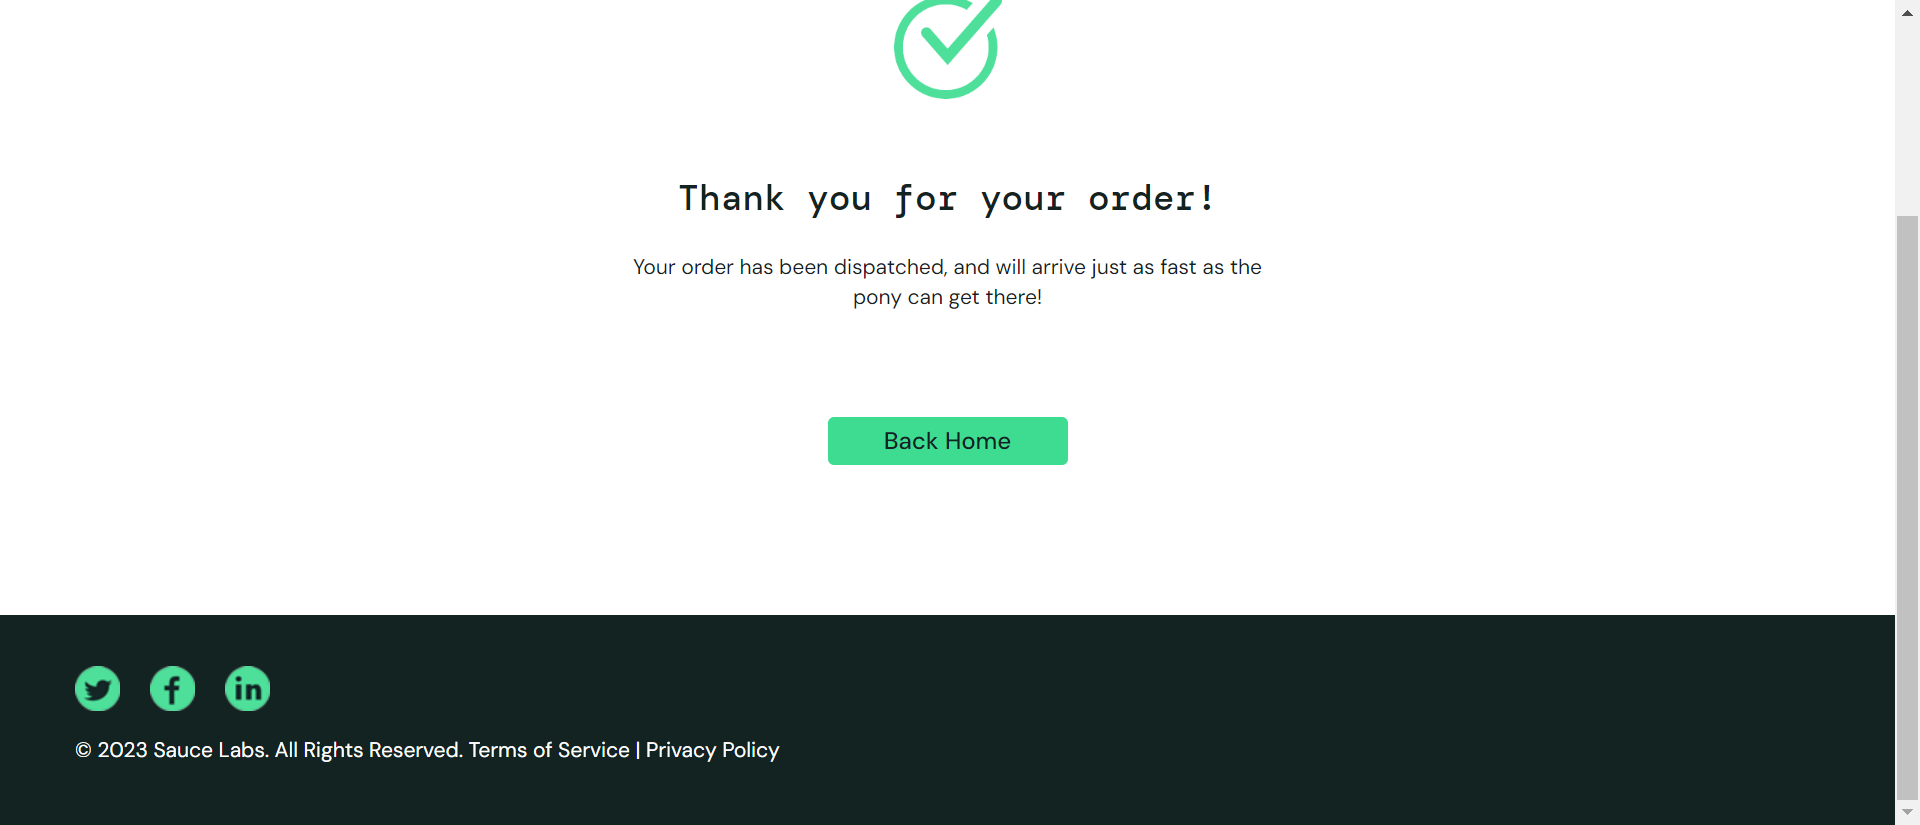 Thank you for your order!
Your order has been dispatched, and will arrive just as fast as the
pony can get there!
Back Home
© 2023 Sauce Labs. All Rights Reserved. Terms of Service | Privacy Policy